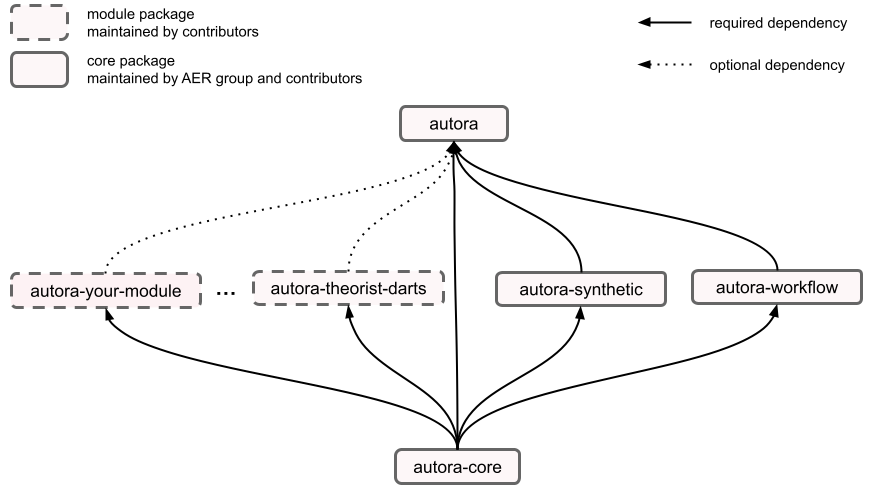 module package
maintained by contributors
required dependency
core package
maintained by AER group and contributors
optional dependency
autora
autora-your-module
...
autora-theorist-darts
autora-synthetic
autora-workflow
autora-core